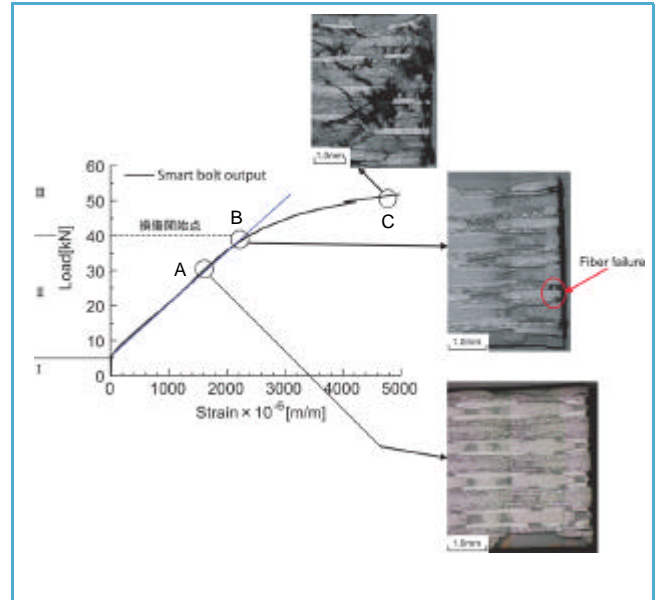 1.0mm
60
50
40
30
20
10
0
Load[kN]
Smart bolt output
損傷開始点
A
B
C
0 1000 2000 3000 4000 5000
Strain × 10⁻⁶[m/m]
III
II
I
Fiber failure
1.0mm
1.0mm